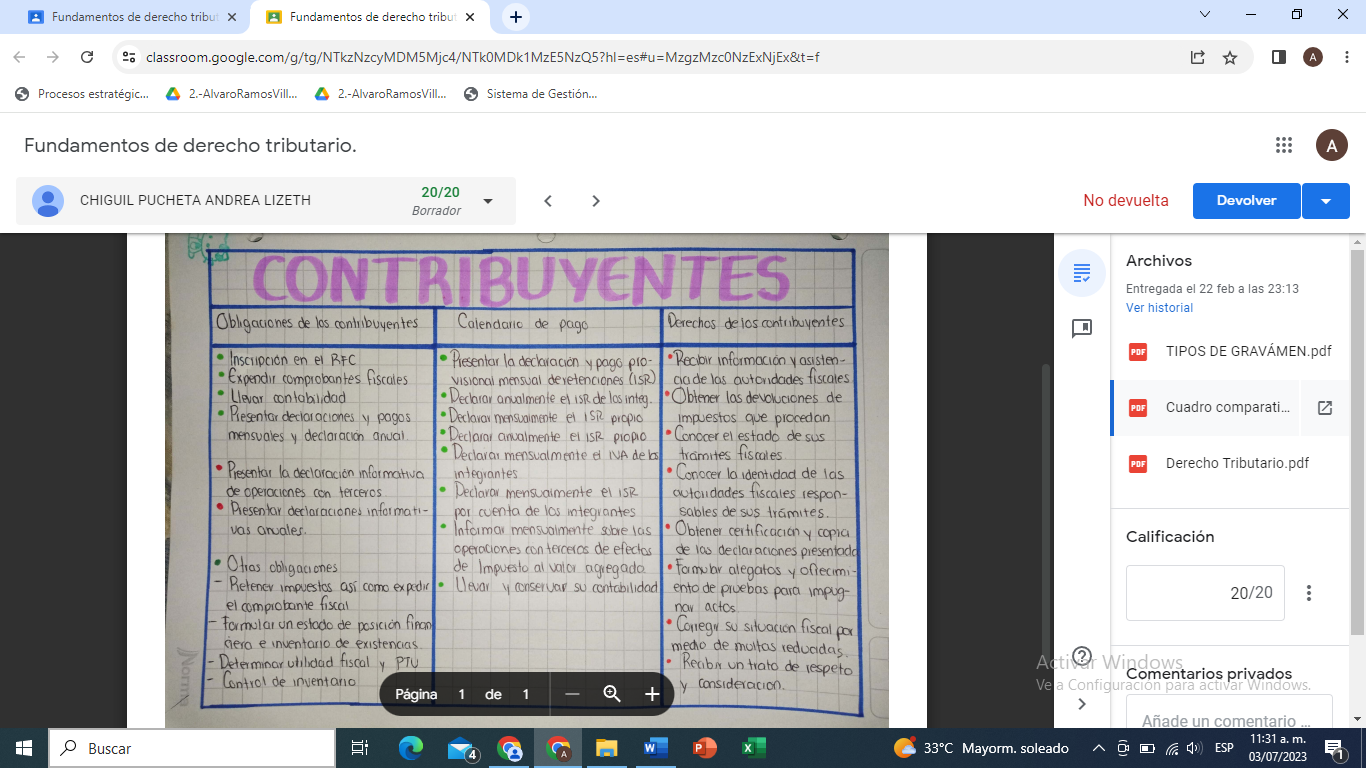 Fundamentos de derecho tribut
Fundamentos de derecho tribut
classroom.google.com/g/tg/NTkzNzcyMDM5Mjc4/NTk0MDk1MzE5NzQ5?hl=es#u=MzgzMzc0NzExNjEx&t=f
A
Procesos estratégic...
2.-AlvaroRamosVill...
2.-AlvaroRamosVill...
Sistema de Gestión...
Fundamentos de derecho tributario.
A
CHIGUIL PUCHETA ANDREA LIZETH
20/20
Borrador
No devuelta
Devolver
CONTRIBUYENTES
Obligaciones de los contribuyentes
Inscripción en el RFC
Expendir comprobantes fiscales
Llevar contabilidad
Presentar declaraciones y pagos
mensuales y declaración anual.
Presentar la declaración informativa
de operaciones con terceros
Presentar declaraciones informati-
vas anuales.
Otras obligaciones
- Retener impuestos así como expedir
el comprobante fiscal
- Formular un estado de posición finan
ciera e inventario de existencias.
- Determinar utilidad fiscal y PTU
- Control de inventario
Calendario de pago
Presentar la declaración y pago pro-
visional mensual de retenciones (ISR)
Declarar anualmente el ISR de los integ.
Declarar mensualmente el ISR propio
Declarar anualmente el ISR propio
Declarar mensualmente el IVA de los
integrantes
Declarar mensualmente el ISR
por cuenta de los integrantes
Informar mensualmente sobre las
operaciones con terceros de efectos
de Impuesto al valor agregado
Llevar y conservar su contabilidad
Derechos de los contribuyentes
Recibir información y asisten-
cia de las autoridades fiscales
Obtener las devoluciones de
impuestos que procedan
Conocer el estado de sus
trámites fiscales
Conocer la identidad de las
autoridades fiscales respon-
sables de sus trámites.
Obtener certificación y copia
de las declaraciones presentada
Formular alegatos y ofrecimi-
ento de pruebas para impug-
nar actos
Corregir su situación fiscal por
medio de multas reducidas.
Recibir un trato de respeto
y consideración.
Norma
Página 1 de 1
Archivos
Entregada el 22 feb a las 23:13
Ver historial
PDF TIPOS DE GRAVÁMEN.pdf
PDF Cuadro comparati...
PDF Derecho Tributario.pdf
Calificación
20/20
Comentarios privados
Añade un comentario ...
Activar Windows
Ve a Configuración para activar Windows.
Buscar
4
A
33°C Mayorm. soleado
ESP
11:31 a. m.
03/07/2023
1